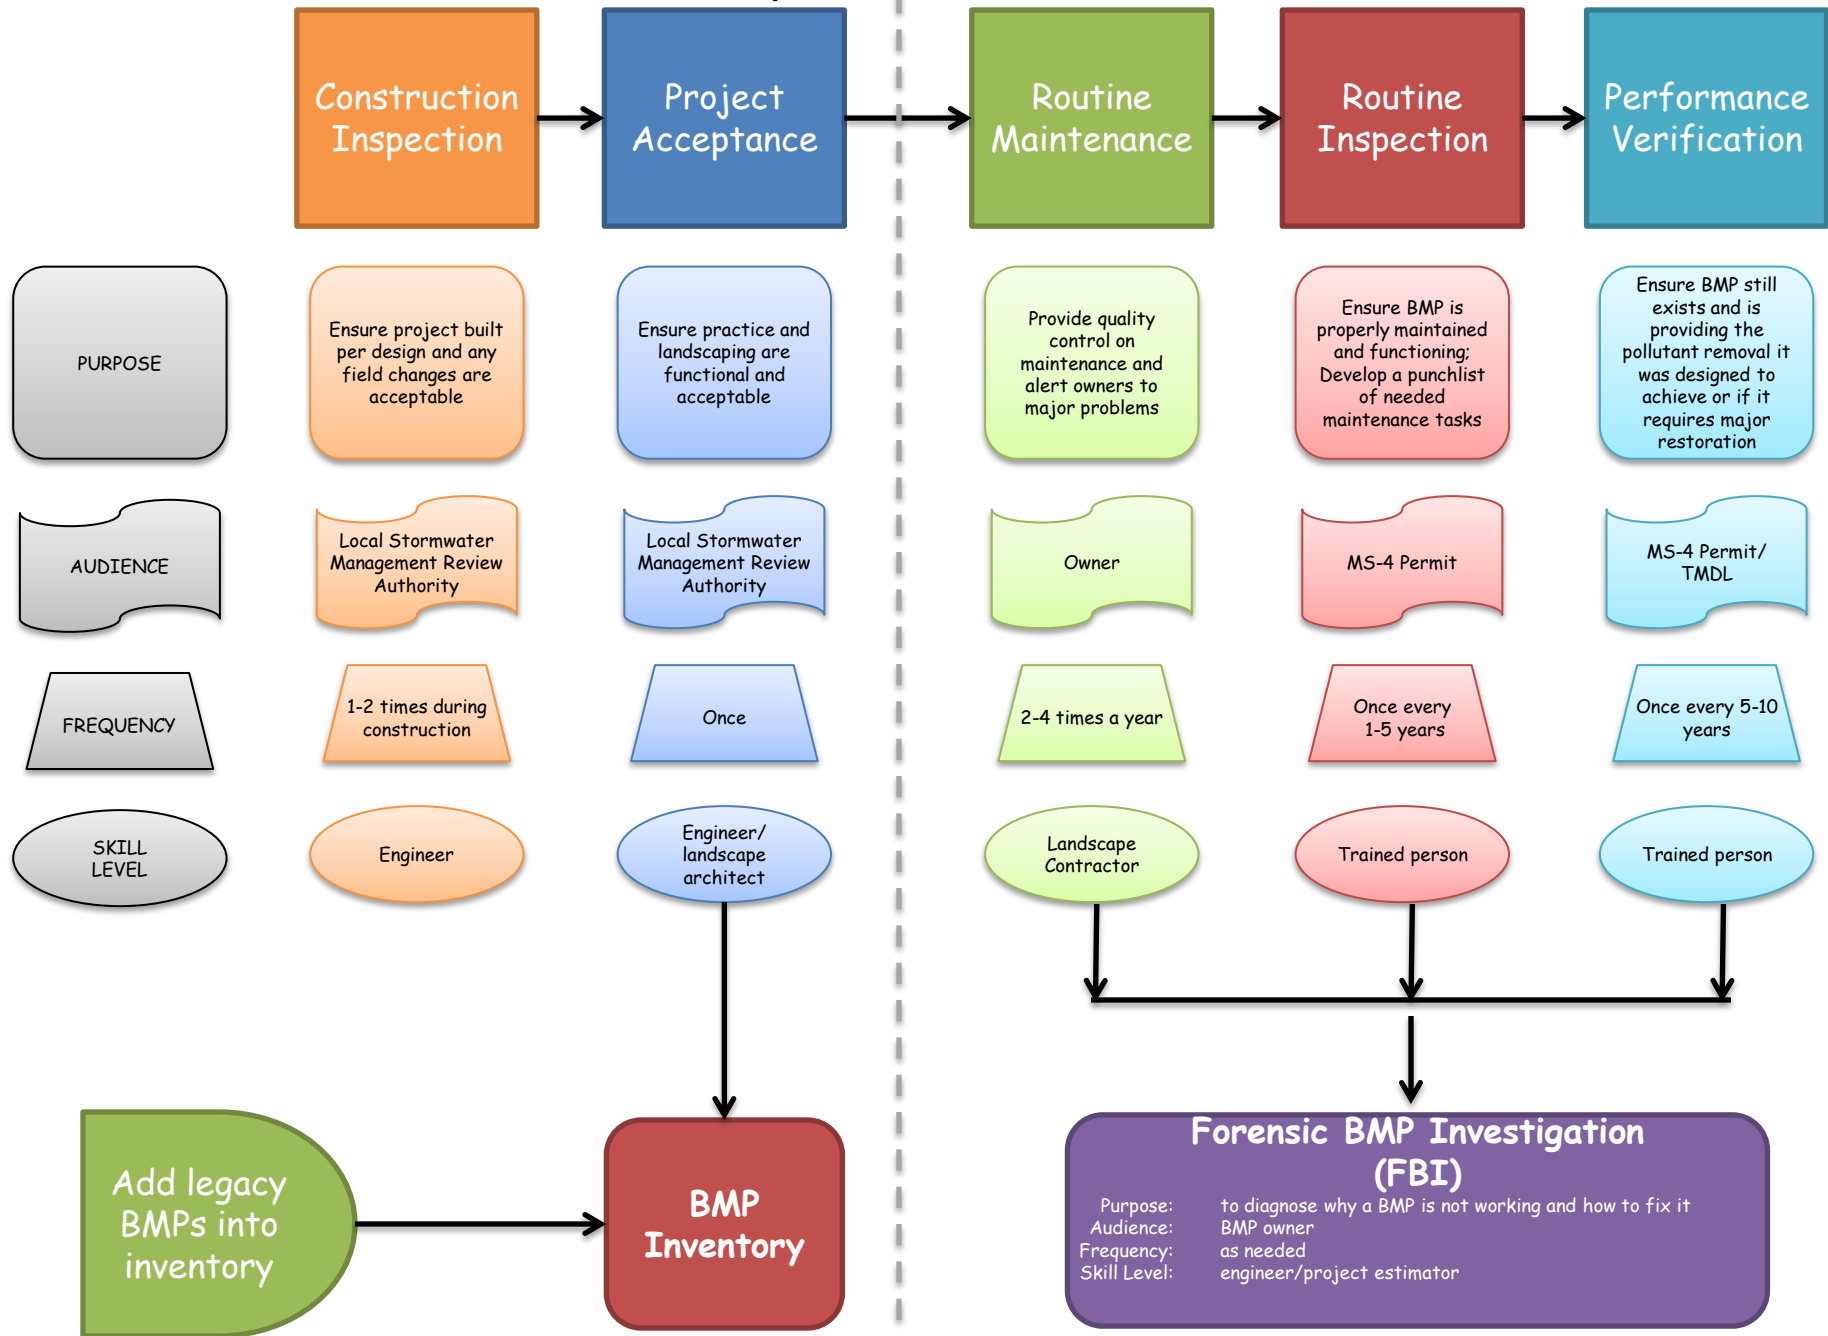 Construction
Inspection
Project
Acceptance
Routine
Maintenance
Routine
Inspection
Performance
Verification
PURPOSE
Ensure project built
per design and any
field changes are
acceptable
Ensure practice and
landscaping are
functional and
acceptable
Provide quality
control on
maintenance and
alert owners to
major problems
Ensure BMP is
properly maintained
and functioning;
Develop a punchlist
of needed
maintenance tasks
Ensure BMP still
exists and is
providing the
pollutant removal it
was designed to
achieve or if it
requires major
restoration
AUDIENCE
Local Stormwater
Management Review
Authority
Local Stormwater
Management Review
Authority
Owner
MS-4 Permit
MS-4 Permit/
TMDL
FREQUENCY
1-2 times during
construction
Once
2-4 times a year
Once every
1-5 years
Once every 5-10
years
SKILL
LEVEL
Engineer
Engineer/
landscape
architect
Landscape
Contractor
Trained person
Trained person
Add legacy
BMPs into
inventory
BMP
Inventory
Forensic BMP Investigation
(FBI)
Purpose: to diagnose why a BMP is not working and how to fix it
Audience: BMP owner
Frequency: as needed
Skill Level: engineer/project estimator